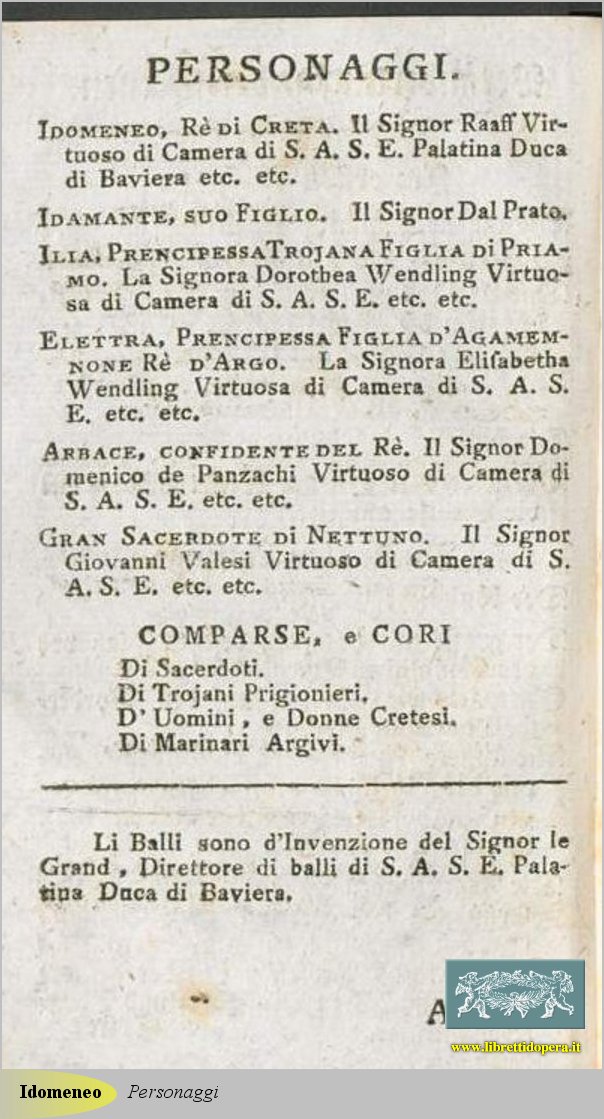 PERSONAGGI.
IDOMENEO, Rè DI CRETA. Il Signor Raaff Vir-
tuoso di Camera di S. A. S. E. Palatina Duca
di Baviera etc. etc.
IDAMANTE, SUO FIGLIO. Il Signor Dal Prato.
ILIA, PRENCIPESSA TROJANA FIGLIA DI PRIA-
MO. La Signora Dorothea Wendling Virtuo-
sa di Camera di S. A. S. E. etc. etc.
ELETTRA, PRENCIPESSA FIGLIA D'AGAMEM-
NONE Rè D'ARGO. La Signora Elisabetha
Wendling Virtuosa di Camera di S. A. S.
E. etc. etc.
ARBACE, CONFIDENTE DEL Rè. Il Signor Do-
menico de Panzachi Virtuoso di Camera di
S. A. S. E. etc. etc.
GRAN SACERDOTE DI NETTUNO. Il Signor
Giovanni Valesi Virtuoso di Camera di S.
A. S. E. etc. etc.
COMPARSE, e CORI
Di Sacerdoti.
Di Trojani Prigionieri.
D' Uomini, e Donne Cretesi.
Di Marinari Argivi.
Li Balli sono d'Invenzione del Signor le
Grand, Direttore di balli di S. A. S. E. Pala-
tina Duca di Baviera.
www.librettidopera.it
Idomeneo Personaggi